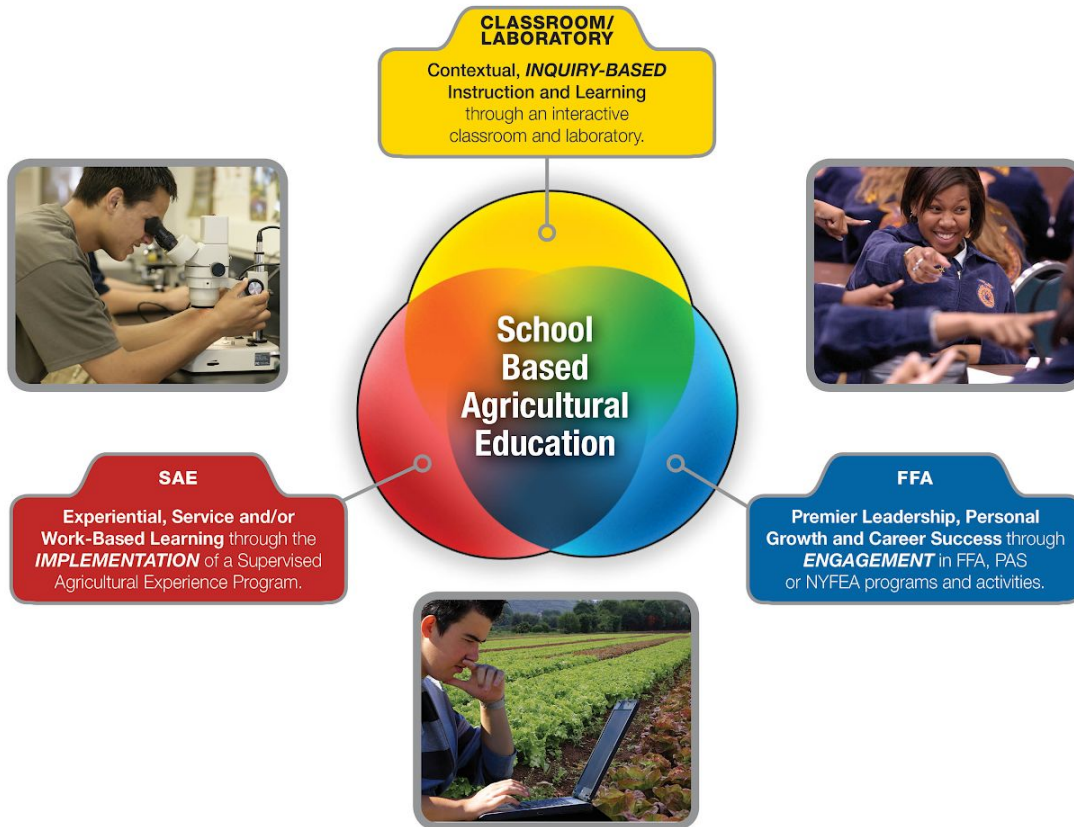 CLASSROOM/
LABORATORY
Contextual, INQUIRY-BASED
Instruction and Learning
through an interactive
classroom and laboratory.
School
Based
Agricultural
Education
SAE
Experiential, Service and/or
Work-Based Learning through the
IMPLEMENTATION of a Supervised
Agricultural Experience Program.
FFA
Premier Leadership, Personal
Growth and Career Success through
ENGAGEMENT in FFA, PAS
or NYFEA programs and activities.